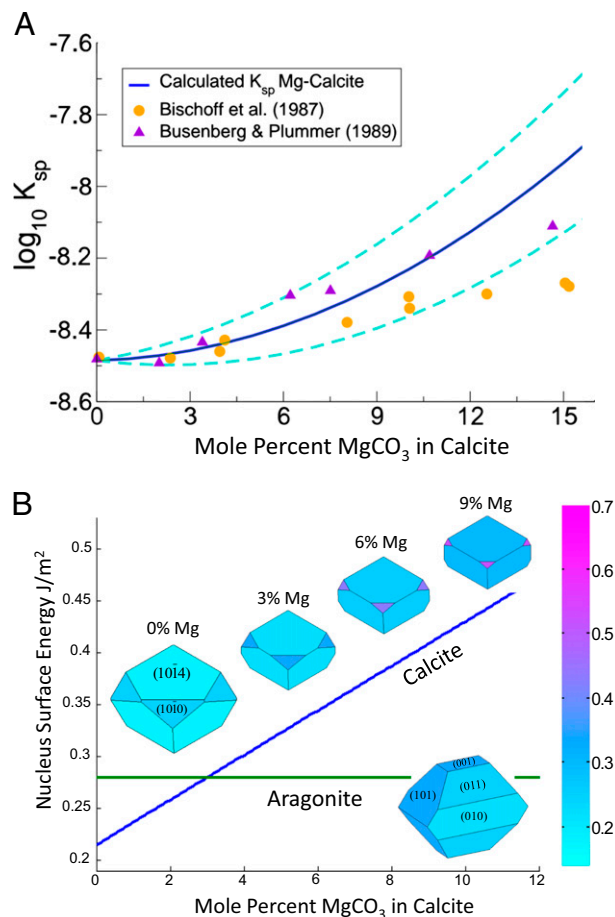 A
-7.6
-7.8
-8
-8.2
-8.4
-8.6
log₁₀ Kₛₚ
Calculated Kₛₚ Mg-Calcite
Bischoff et al. (1987)
Busenberg & Plummer (1989)
0 3 6 9 12 15
Mole Percent MgCO₃ in Calcite
B
Nucleus Surface Energy J/m²
0.5
0.45
0.4
0.35
0.3
0.25
0.2
0% Mg
3% Mg
6% Mg
9% Mg
(101̄4)
(101̄0)
Calcite
Aragonite
(001)
(101)
(011)
(010)
0.7
0.6
0.5
0.4
0.3
0.2
0 2 4 6 8 10 12
Mole Percent MgCO₃ in Calcite